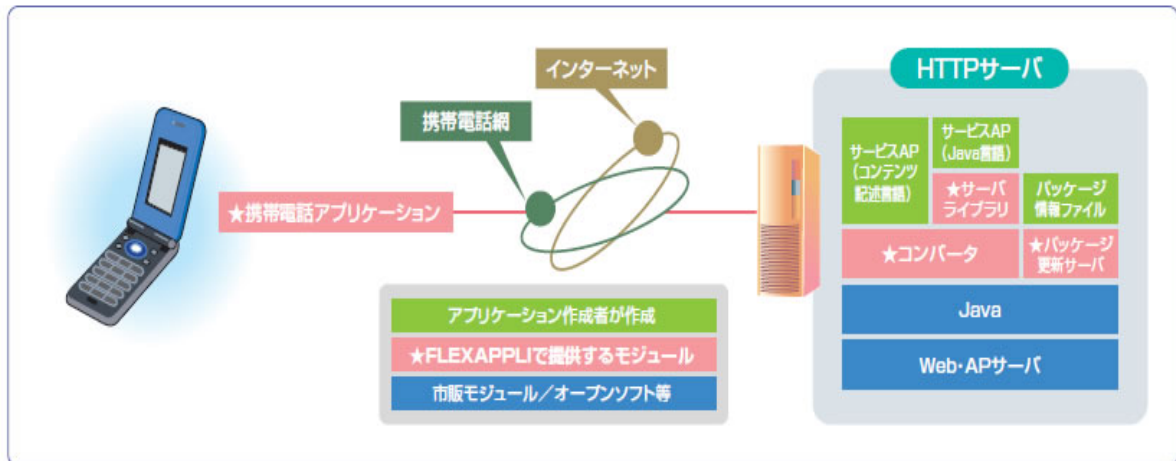 インターネット
携帯電話網
★携帯電話アプリケーション
アプリケーション作成者が作成
★FLEXAPPLIで提供するモジュール
市販モジュール／オープンソフト等
HTTPサーバ
サービスAP
（コンテンツ
記述言語）
サービスAP
（Java言語）
★サーバ
ライブラリ
パッケージ
情報ファイル
★コンバータ
★パッケージ
更新サーバ
Java
Web・APサーバ